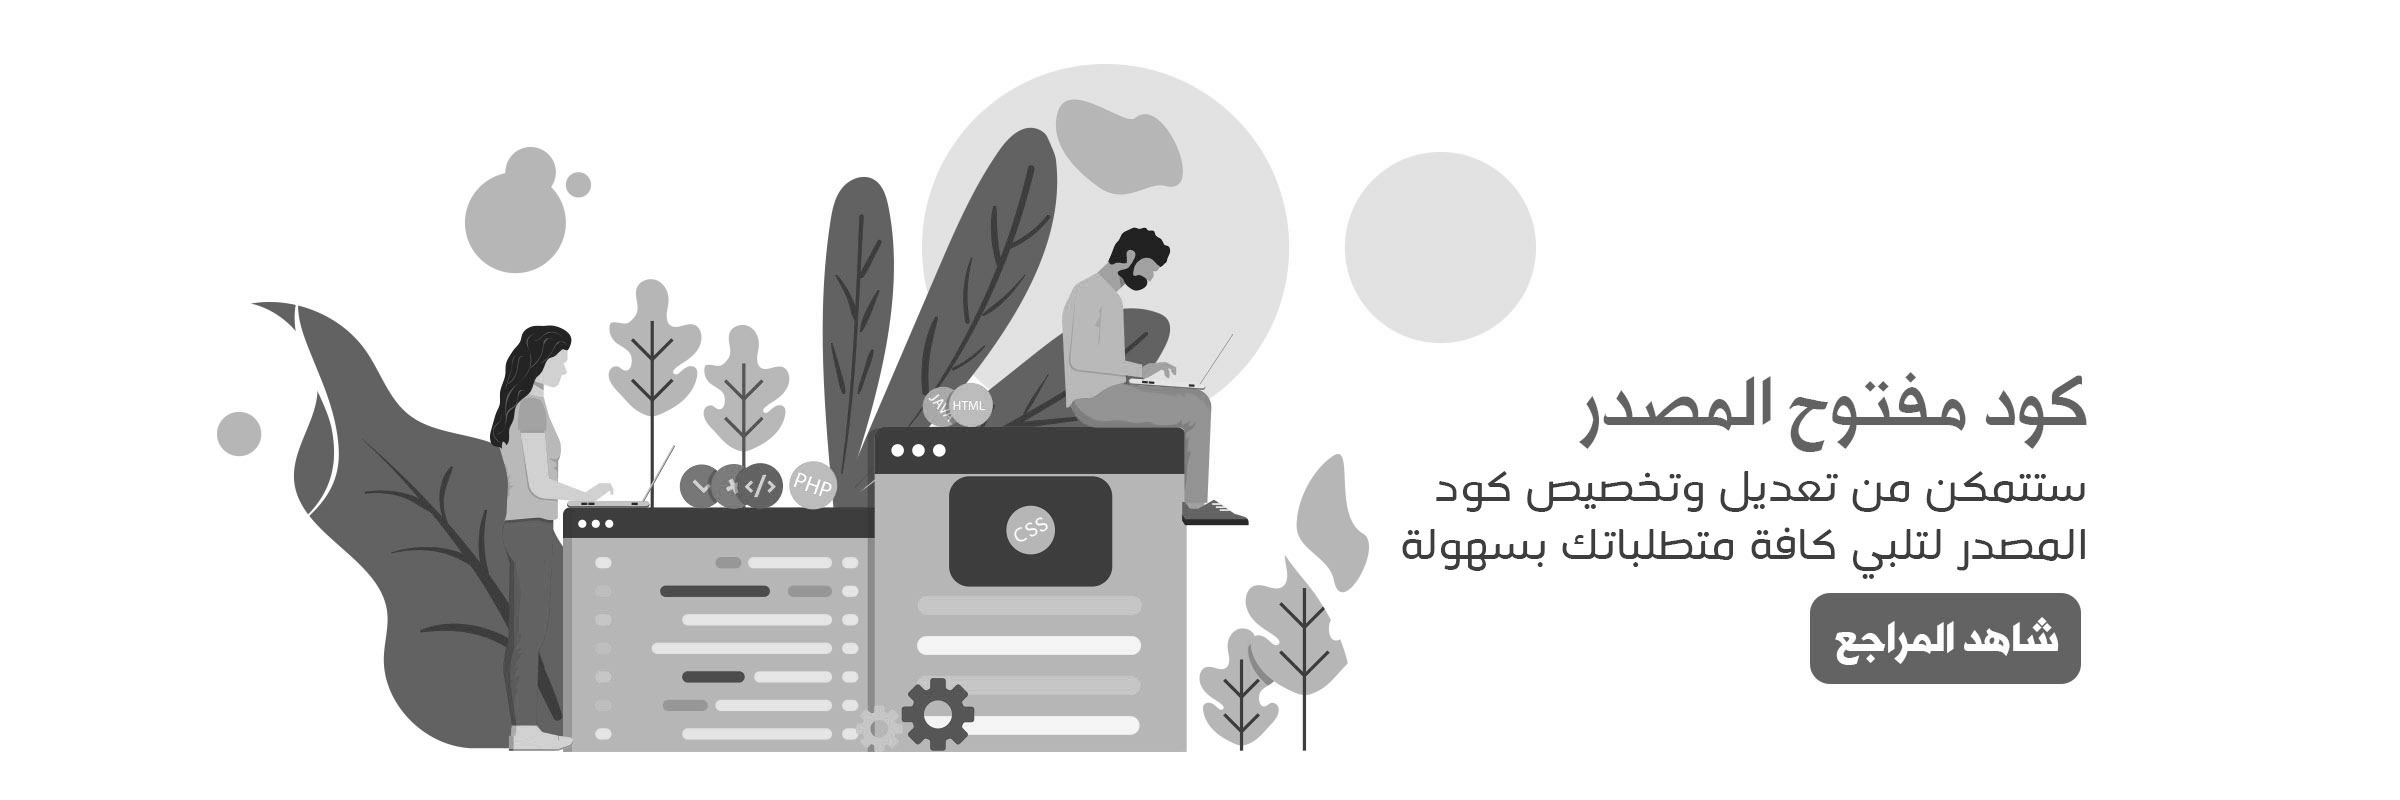 كود مفتوح المصدر
ستتمكن من تعديل وتخصيص كود
المصدر لتلبي كافة متطلباتك بسهولة
شاهد المراجع
JAVA
HTML
</>
PHP
CSS